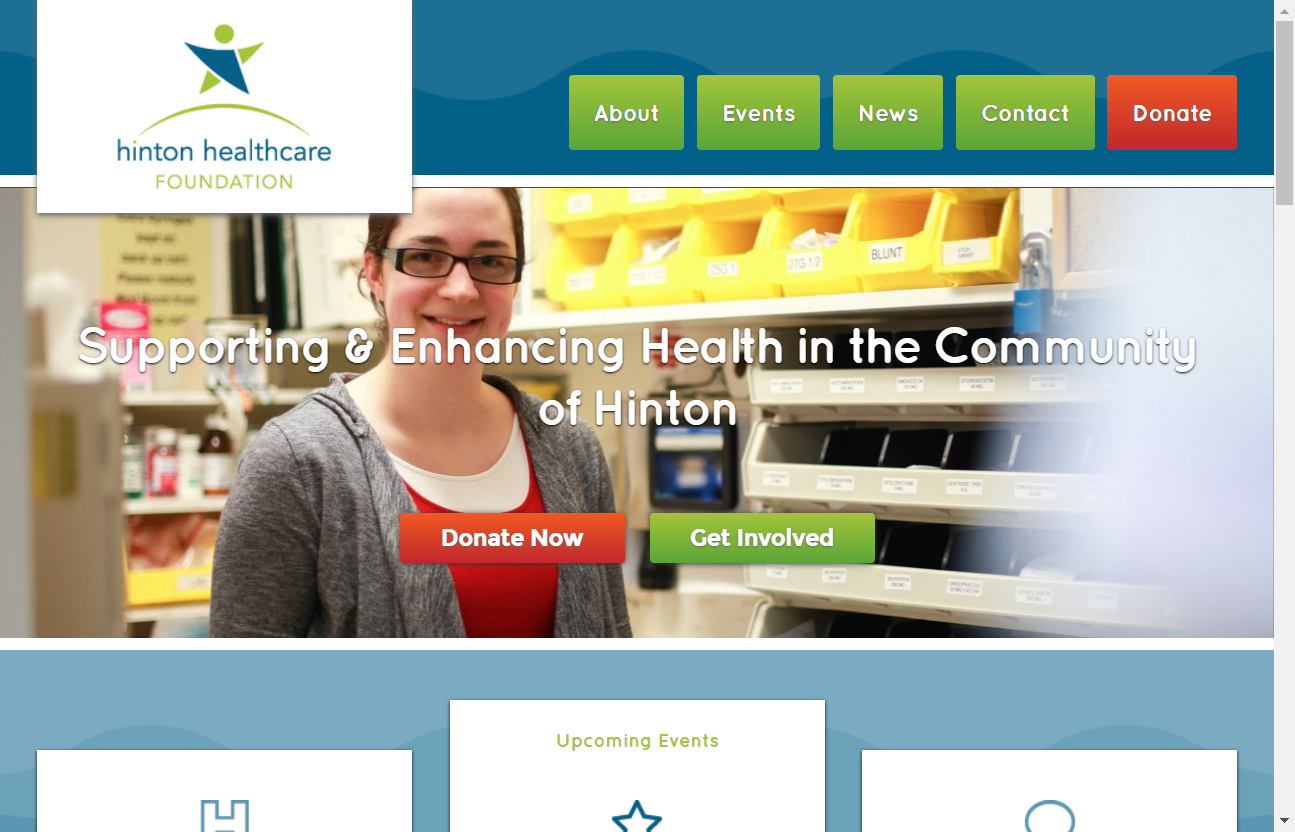 hinton healthcare
FOUNDATION
About
Events
News
Contact
Donate
BLUNT
27G 1/2
25G 1
Supporting & Enhancing Health in the Community
of Hinton
Donate Now
Get Involved
Upcoming Events